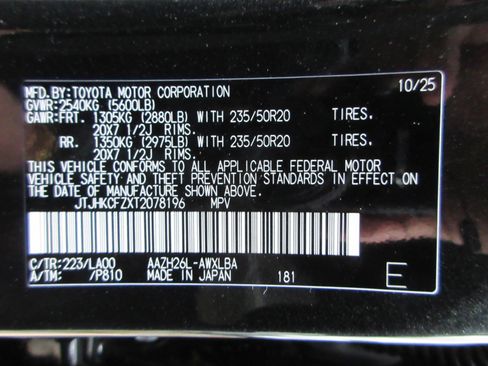 MFD.BY:TOYOTA MOTOR CORPORATION 10/25
GVWR:2540KG (5600LB)
GAWR:FRT. 1305KG (2880LB) WITH 235/50R20 TIRES.
20X7 1/2J RIMS.
RR. 1350KG (2975LB) WITH 235/50R20 TIRES.
20X7 1/2J RIMS.
THIS VEHICLE CONFORMS TO ALL APPLICABLE FEDERAL MOTOR
VEHICLE SAFETY AND THEFT PREVENTION STANDARDS IN EFFECT ON
THE DATE OF MANUFACTURE SHOWN ABOVE.
JTJHKCFZXT2078196 MPV
C/TR:223/LA00 AAZH26L-AWXLBA
A/TM: /P810 MADE IN JAPAN 181 E